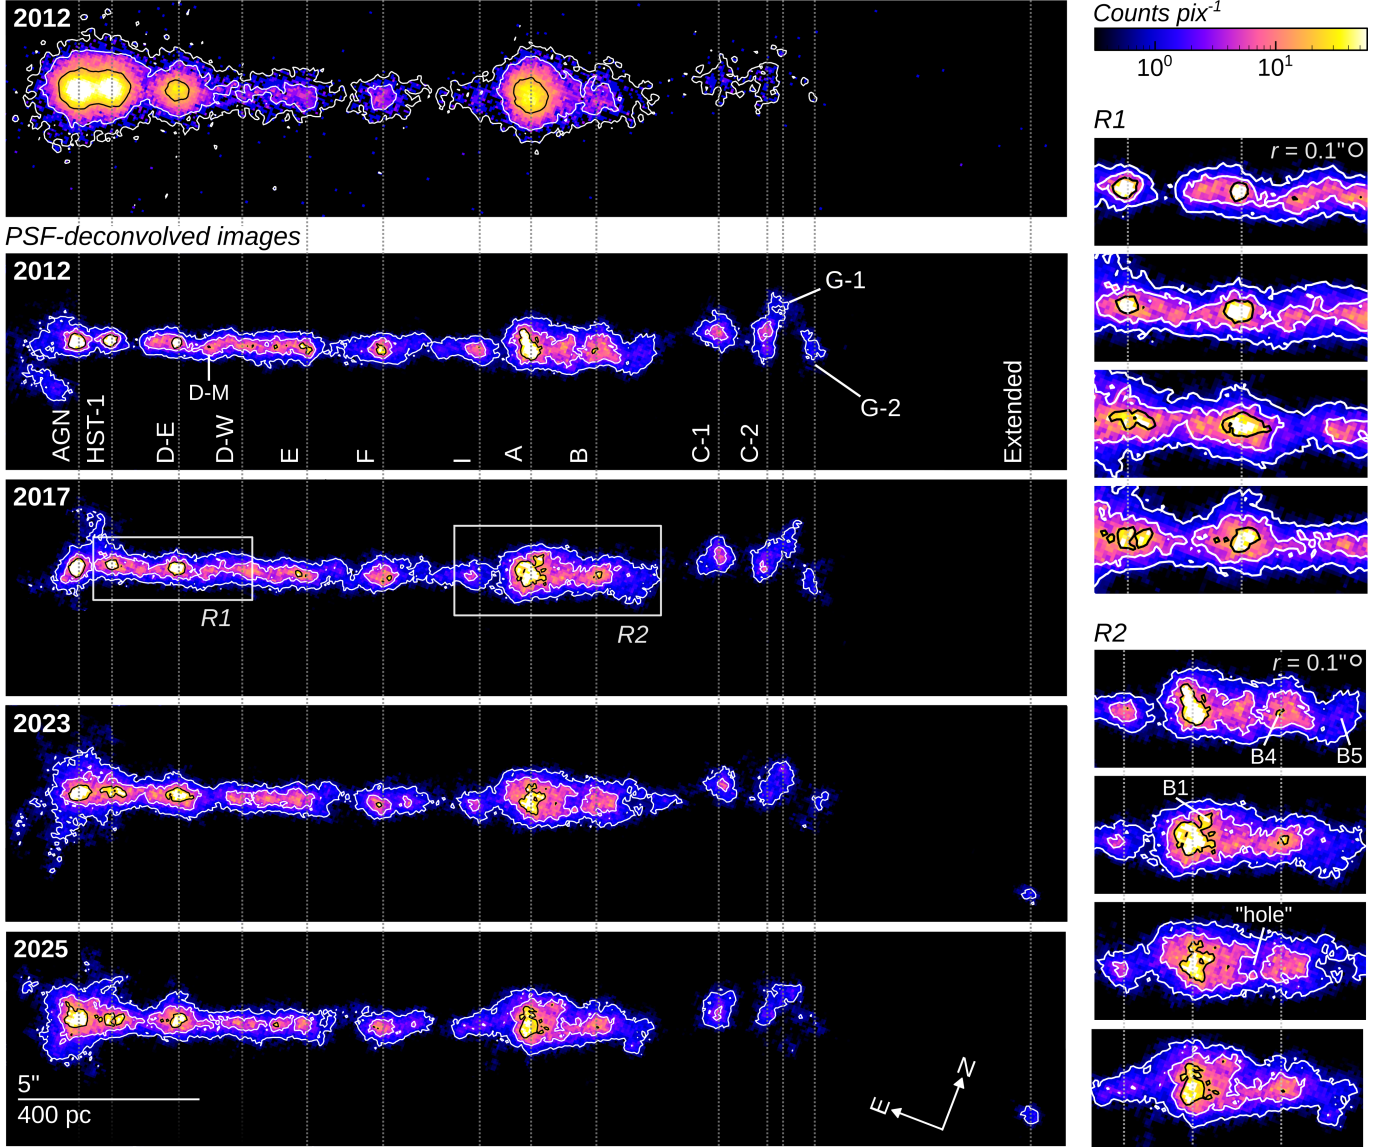 2012
PSF-deconvolved images
2012
G-1
G-2
D-M
AGN
HST-1
D-E
D-W
E
F
I
A
B
C-1
C-2
Extended
2017
R1
R2
2023
2025
5"
400 pc
E
N
Counts pix⁻¹
10⁰ 10¹
R1
r = 0.1"
R2
r = 0.1"
B4
B5
B1
"hole"